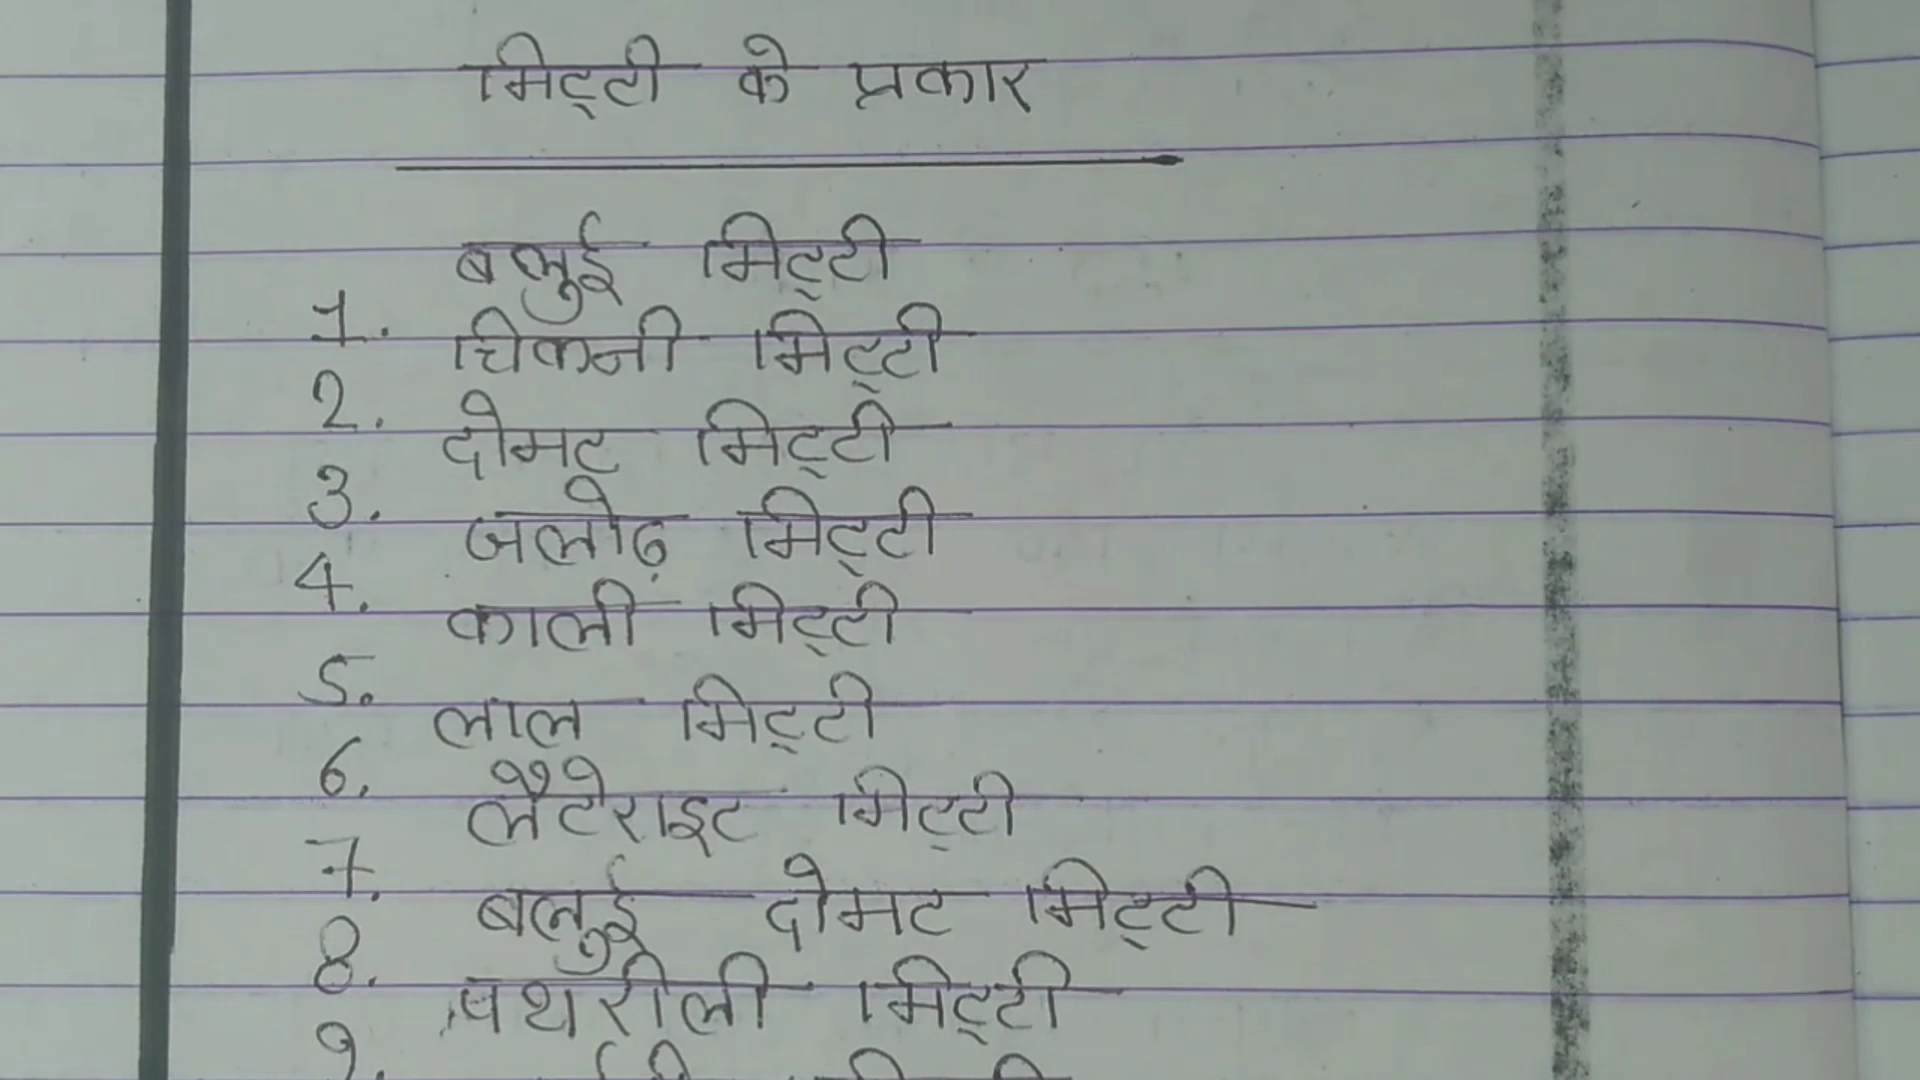 मिट्टी के प्रकार
1. बलुई मिट्टी
2. चिकनी मिट्टी
3. दोमट मिट्टी
4. जलोढ़ मिट्टी
5. काली मिट्टी
6. लाल मिट्टी
7. लैटेराइट मिट्टी
8. बलुई दोमट मिट्टी
9. पथरीली मिट्टी